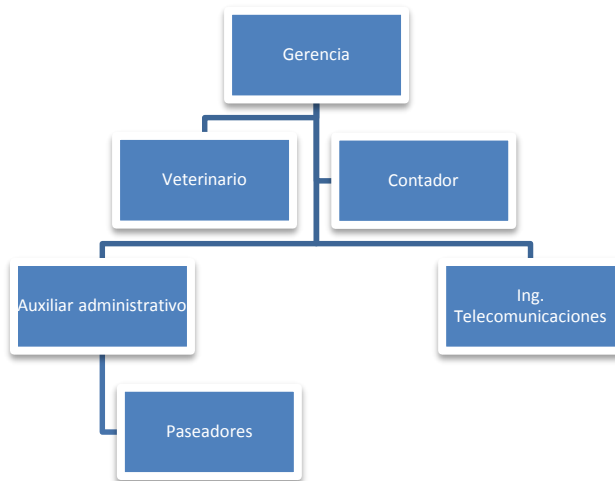 Gerencia
Veterinario
Contador
Auxiliar administrativo
Ing.
Telecomunicaciones
Paseadores